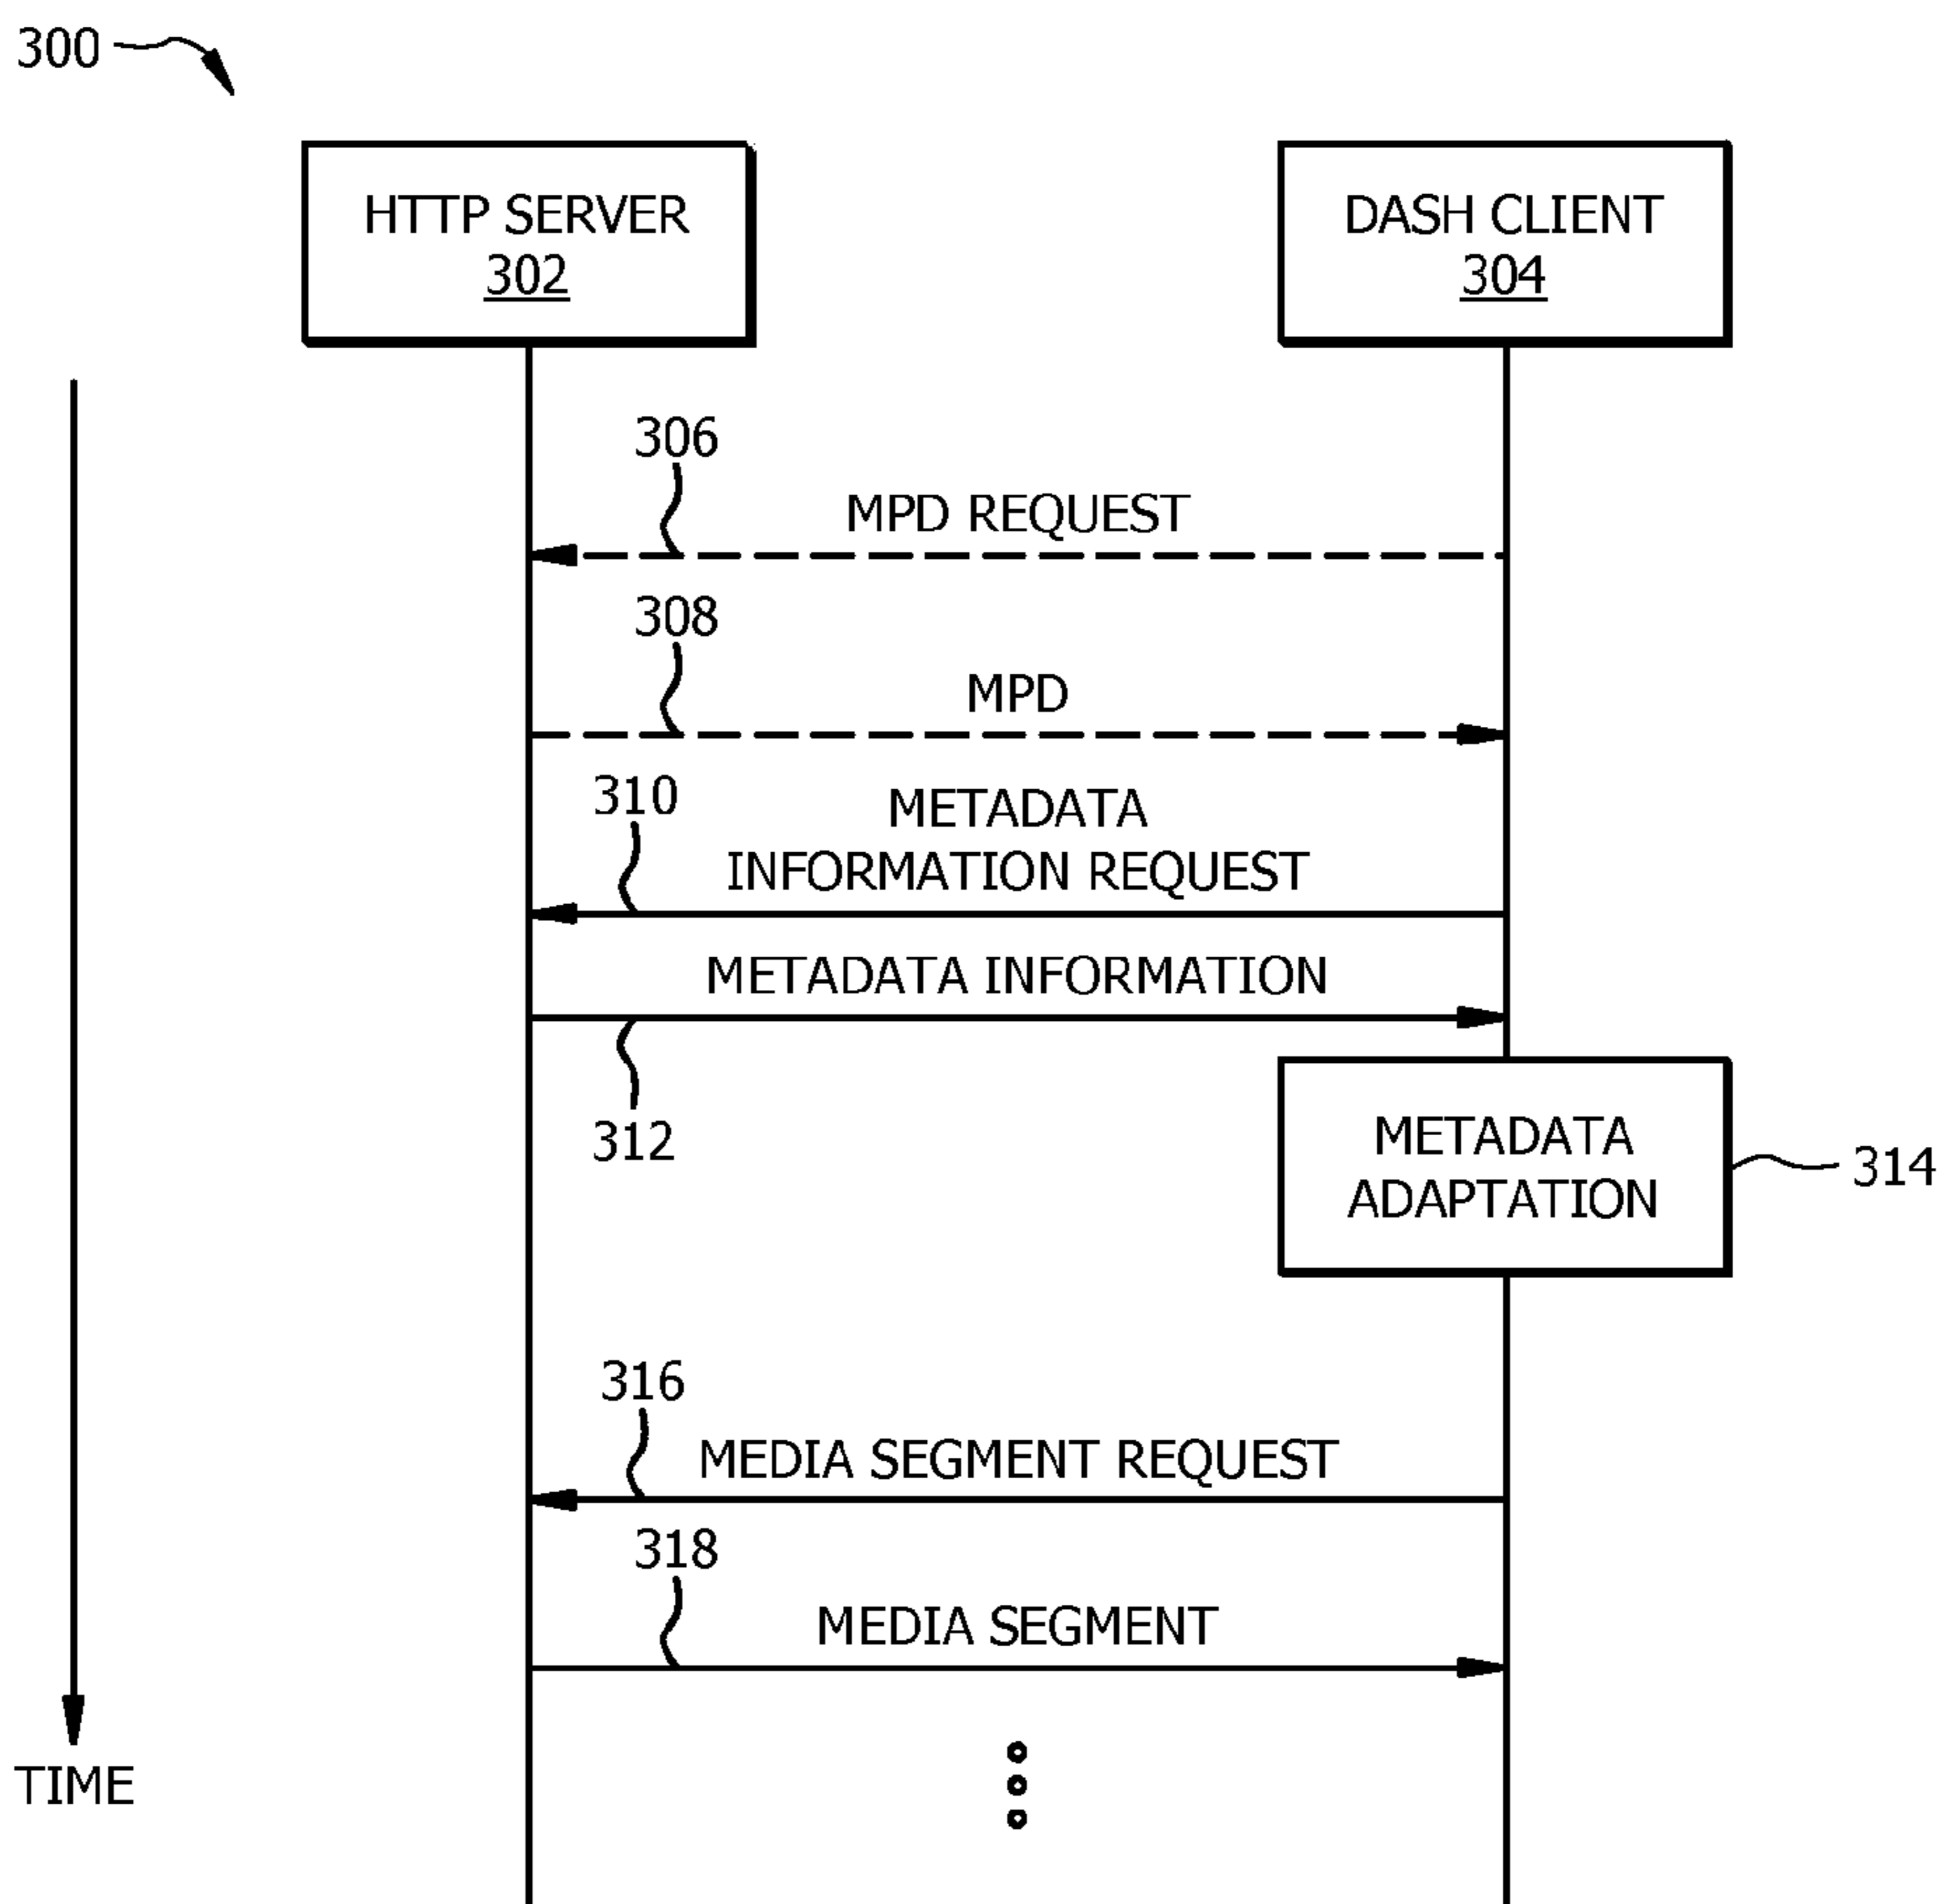 300
HTTP SERVER
302
DASH CLIENT
304
306
MPD REQUEST
308
MPD
310
METADATA
INFORMATION REQUEST
METADATA INFORMATION
312
METADATA
ADAPTATION
314
316
MEDIA SEGMENT REQUEST
318
MEDIA SEGMENT
TIME